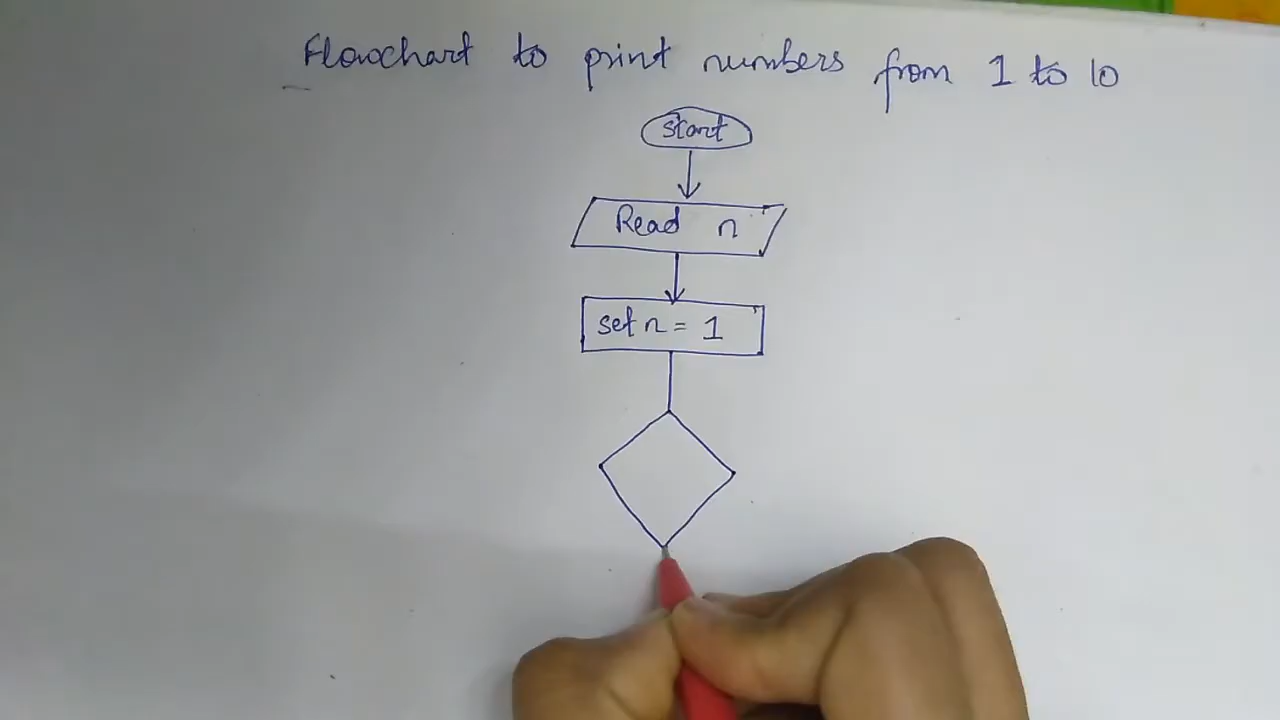 Flowchart to print numbers from 1 to 10
start
Read n
set n = 1